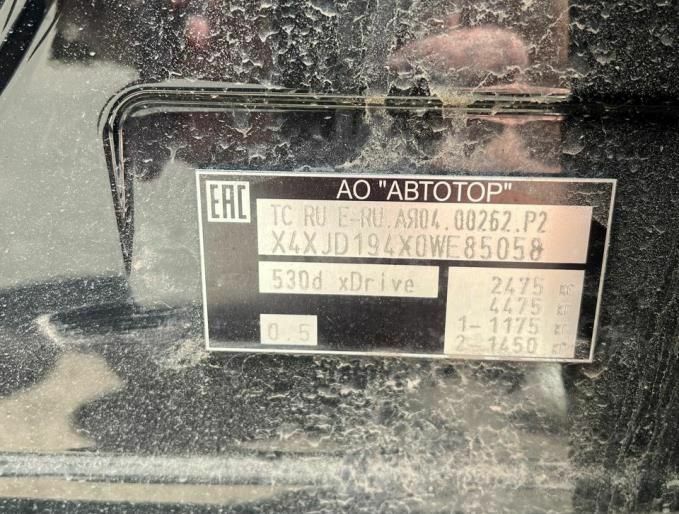 EAC
АО "АВТОТОР"
ТС RU Е-RU.АЯ04.00262.Р2
X4XJD194X0WE85058
530d xDrive
2475 кг
4475 кг
0.5
1- 1175 кг
2- 1450 кг